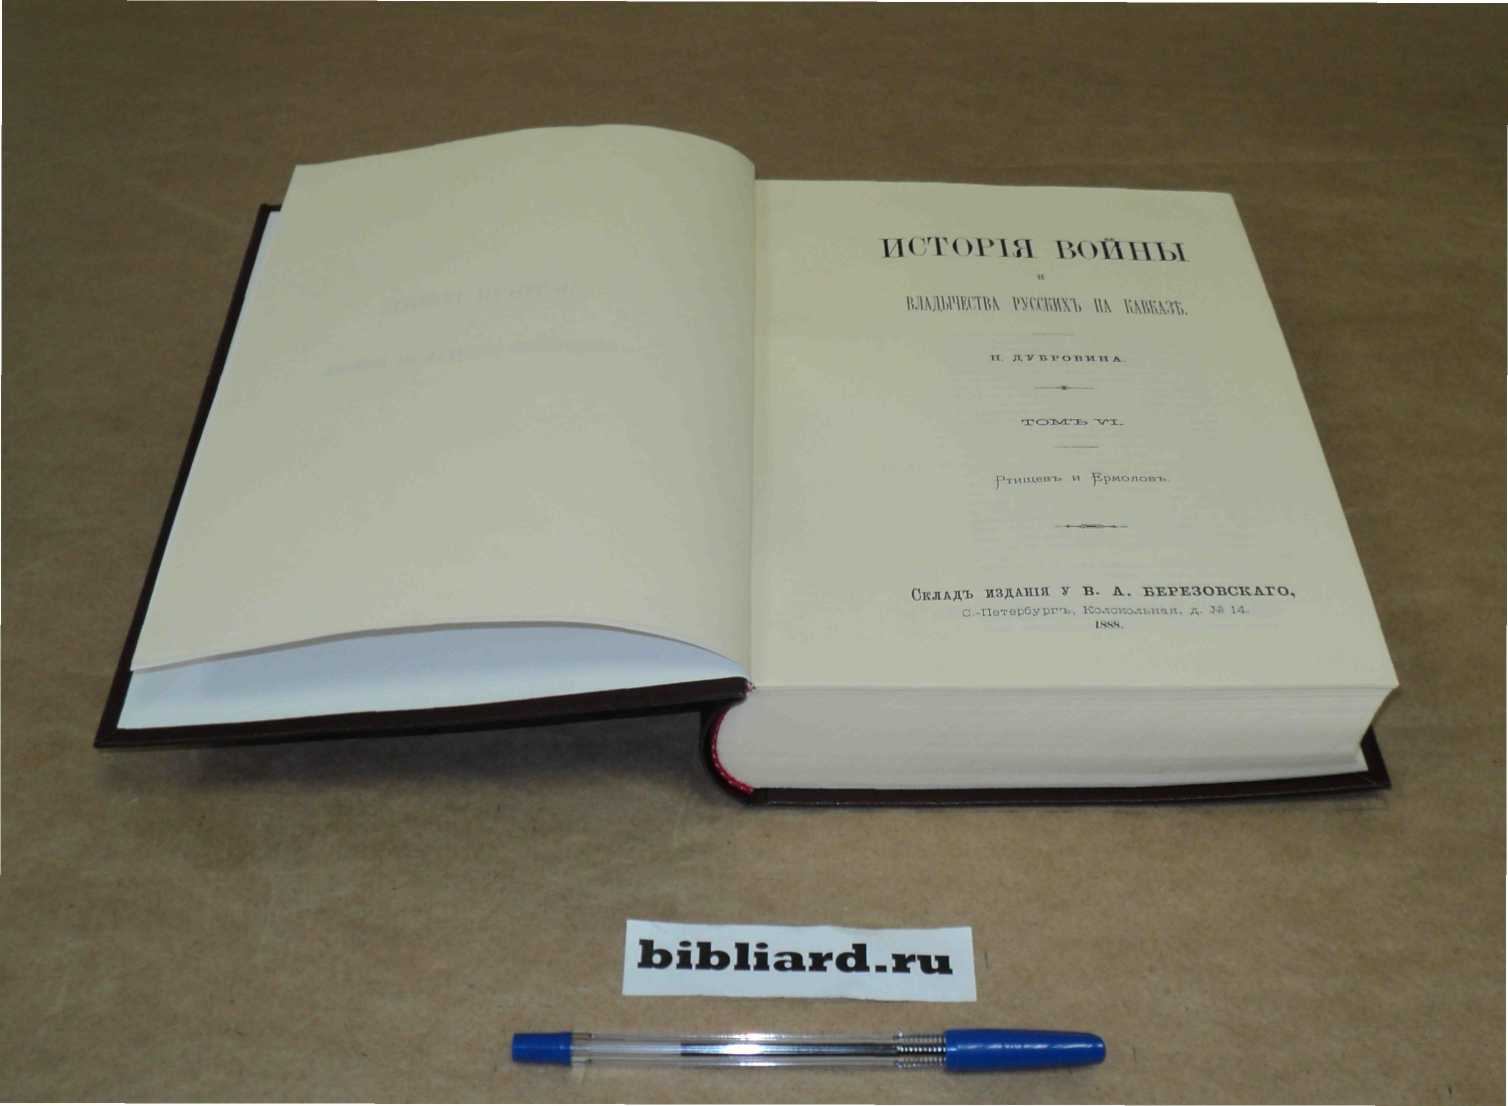 ИСТОРІЯ ВОЙНЫ
и
ВЛАДЫЧЕСТВА РУССКИХЪ НА КАВКАЗѢ.
Н. ДУБРОВИНА.
ТОМЪ VI.
Ртищевъ и Ермоловъ.
Складъ изданія у В. А. БЕРЕЗОВСКАГО,
С.-Петербургъ, Колокольная, д. № 14.
1888.
bibliard.ru